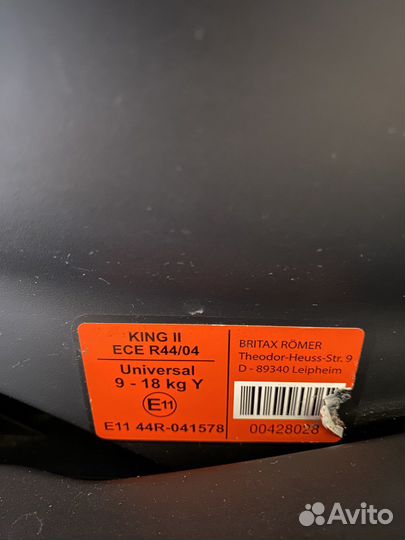 KING II
ECE R44/04
Universal
9 - 18 kg Y
E11
E11 44R-041578
BRITAX RÖMER
Theodor-Heuss-Str. 9
D - 89340 Leipheim
00428028
Avito